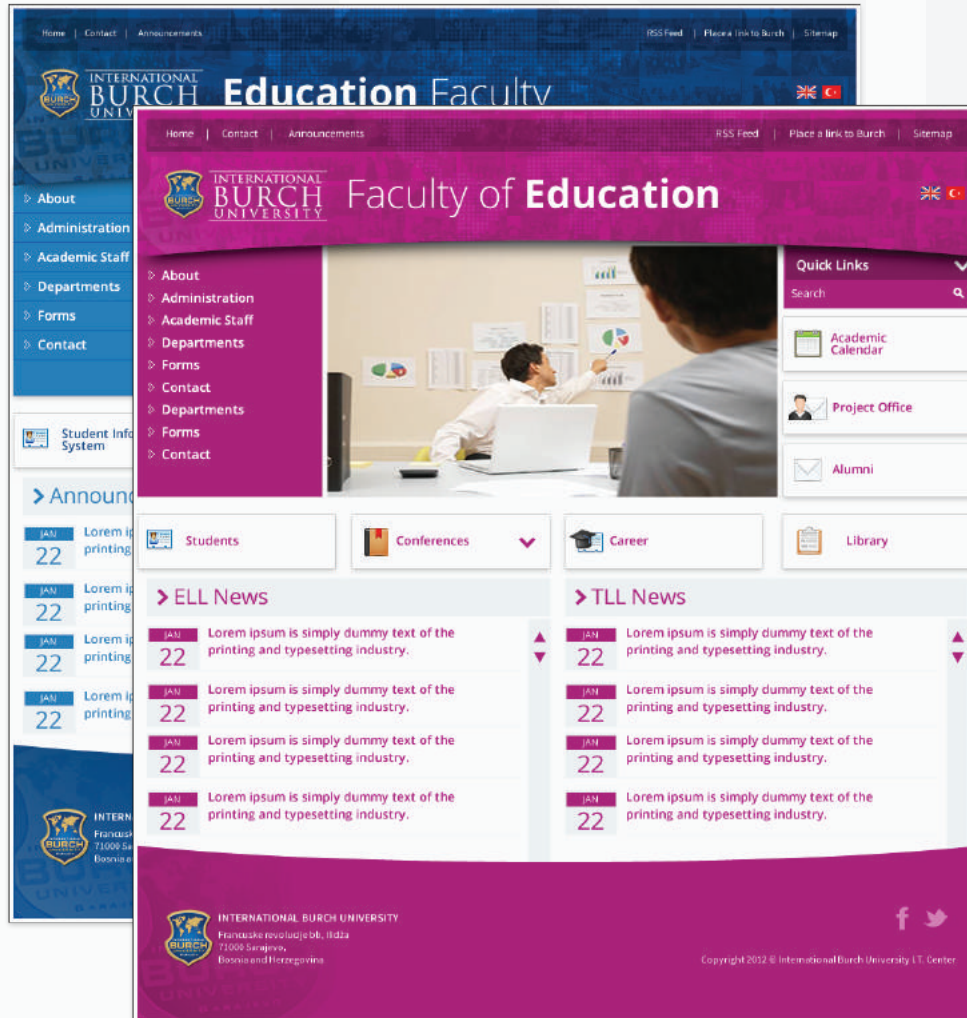 Home | Contact | Announcements
RSS Feed | Place a link to Burch | Sitemap
INTERNATIONAL
BURCH
Education Faculty
About
Administration
Academic Staff
Departments
Forms
Contact
Student Info
System
JAN
22
Lorem
printing
JAN
22
Lorem
printing
JAN
22
Lorem
printing
JAN
22
Lorem
printing
BURCH
71000
Home | Contact | Announcements
RSS Feed | Place a link to Burch | Sitemap
BURCH
INTERNATIONAL
BURCH
UNIVERSITY
Faculty of Education
About
Administration
Academic Staff
Departments
Forms
Contact
Departments
Forms
Contact
Quick Links
Search
Academic
Calendar
Project Office
Alumni
Students
Conferences
Career
Library
ELL News
JAN
22
Lorem ipsum is simply dummy text of the
printing and typesetting industry.
JAN
22
Lorem ipsum is simply dummy text of the
printing and typesetting industry.
JAN
22
Lorem ipsum is simply dummy text of the
printing and typesetting industry.
JAN
22
Lorem ipsum is simply dummy text of the
printing and typesetting industry.
TLL News
JAN
22
Lorem ipsum is simply dummy text of the
printing and typesetting industry.
JAN
22
Lorem ipsum is simply dummy text of the
printing and typesetting industry.
JAN
22
Lorem ipsum is simply dummy text of the
printing and typesetting industry.
JAN
22
Lorem ipsum is simply dummy text of the
printing and typesetting industry.
BURCH
INTERNATIONAL BURCH UNIVERSITY
Francuske revolucije bb, Ilidža
71000 Sarajevo,
Bosnia and Herzegovina
Copyright 2012 © International Burch University I.T. Center